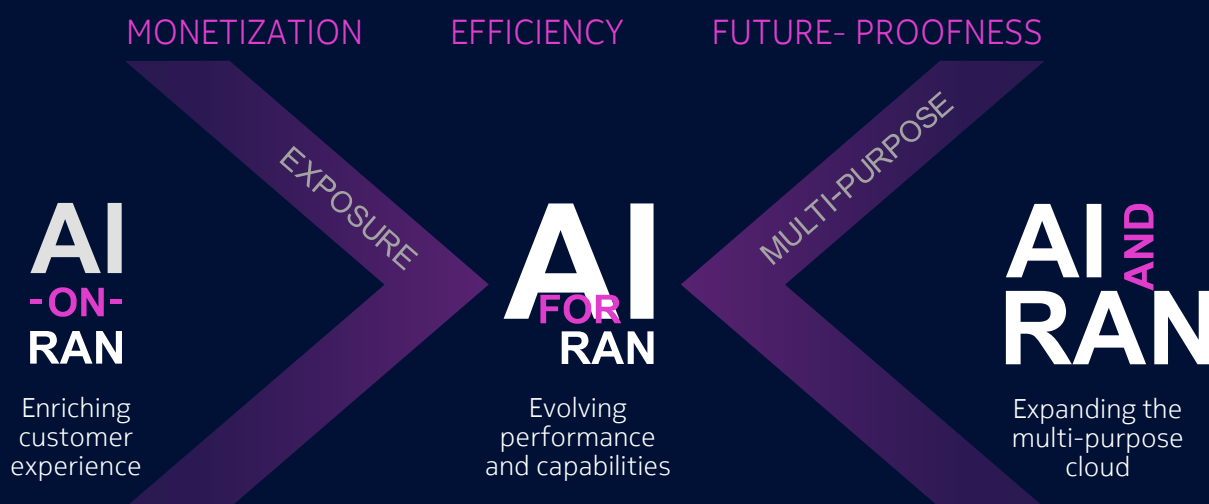 MONETIZATION
EFFICIENCY
FUTURE- PROOFNESS
EXPOSURE
MULTI-PURPOSE
AI
-ON-
RAN
Enriching
customer
experience
AI
FOR
RAN
Evolving
performance
and capabilities
AI AND
RAN
Expanding the
multi-purpose
cloud